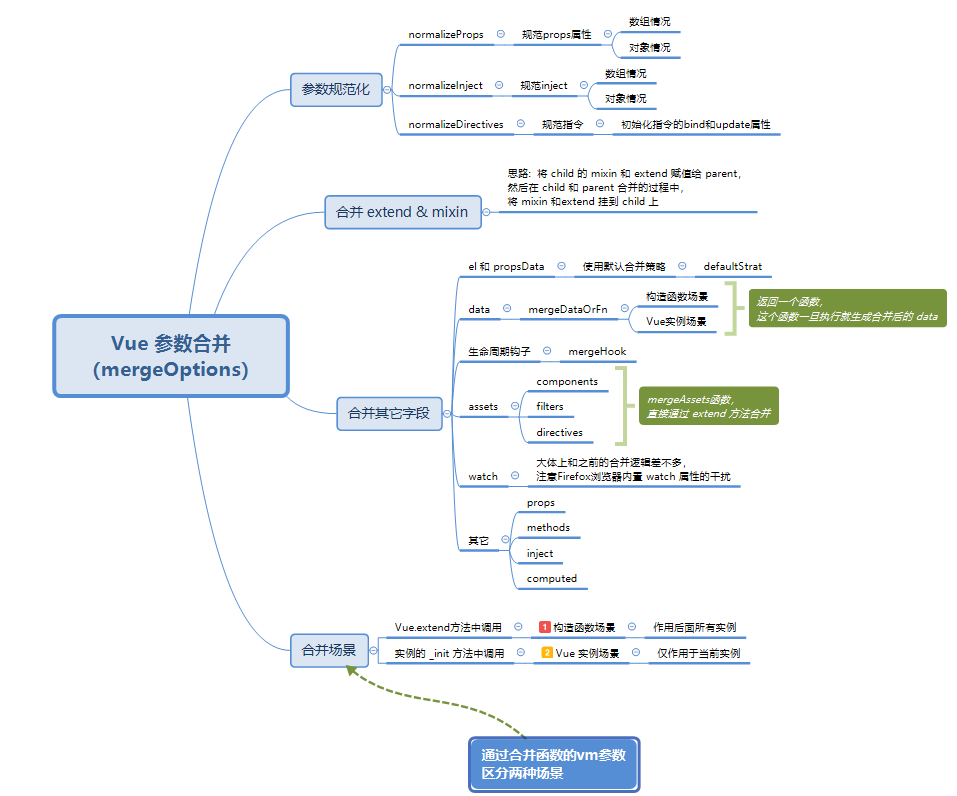 Vue 参数合并
（mergeOptions）
参数规范化
normalizeProps
规范props属性
数组情况
对象情况
normalizeInject
规范inject
数组情况
对象情况
normalizeDirectives
规范指令
初始化指令的bind和update属性
合并 extend & mixin
思路: 将 child 的 mixin 和 extend 赋值给 parent，
然后在 child 和 parent 合并的过程中，
将 mixin 和extend 挂到 child 上
合并其它字段
el 和 propsData
使用默认合并策略
defaultStrat
data
mergeDataOrFn
构造函数场景
Vue实例场景
返回一个函数，
这个函数一旦执行就生成合并后的 data
生命周期钩子
mergeHook
assets
components
filters
directives
mergeAssets函数，
直接通过 extend 方法合并
watch
大体上和之前的合并逻辑差不多，
注意Firefox浏览器内置 watch 属性的干扰
其它
props
methods
inject
computed
合并场景
Vue.extend方法中调用
1 构造函数场景
作用后面所有实例
实例的 _init 方法中调用
2 Vue 实例场景
仅作用于当前实例
通过合并函数的vm参数
区分两种场景